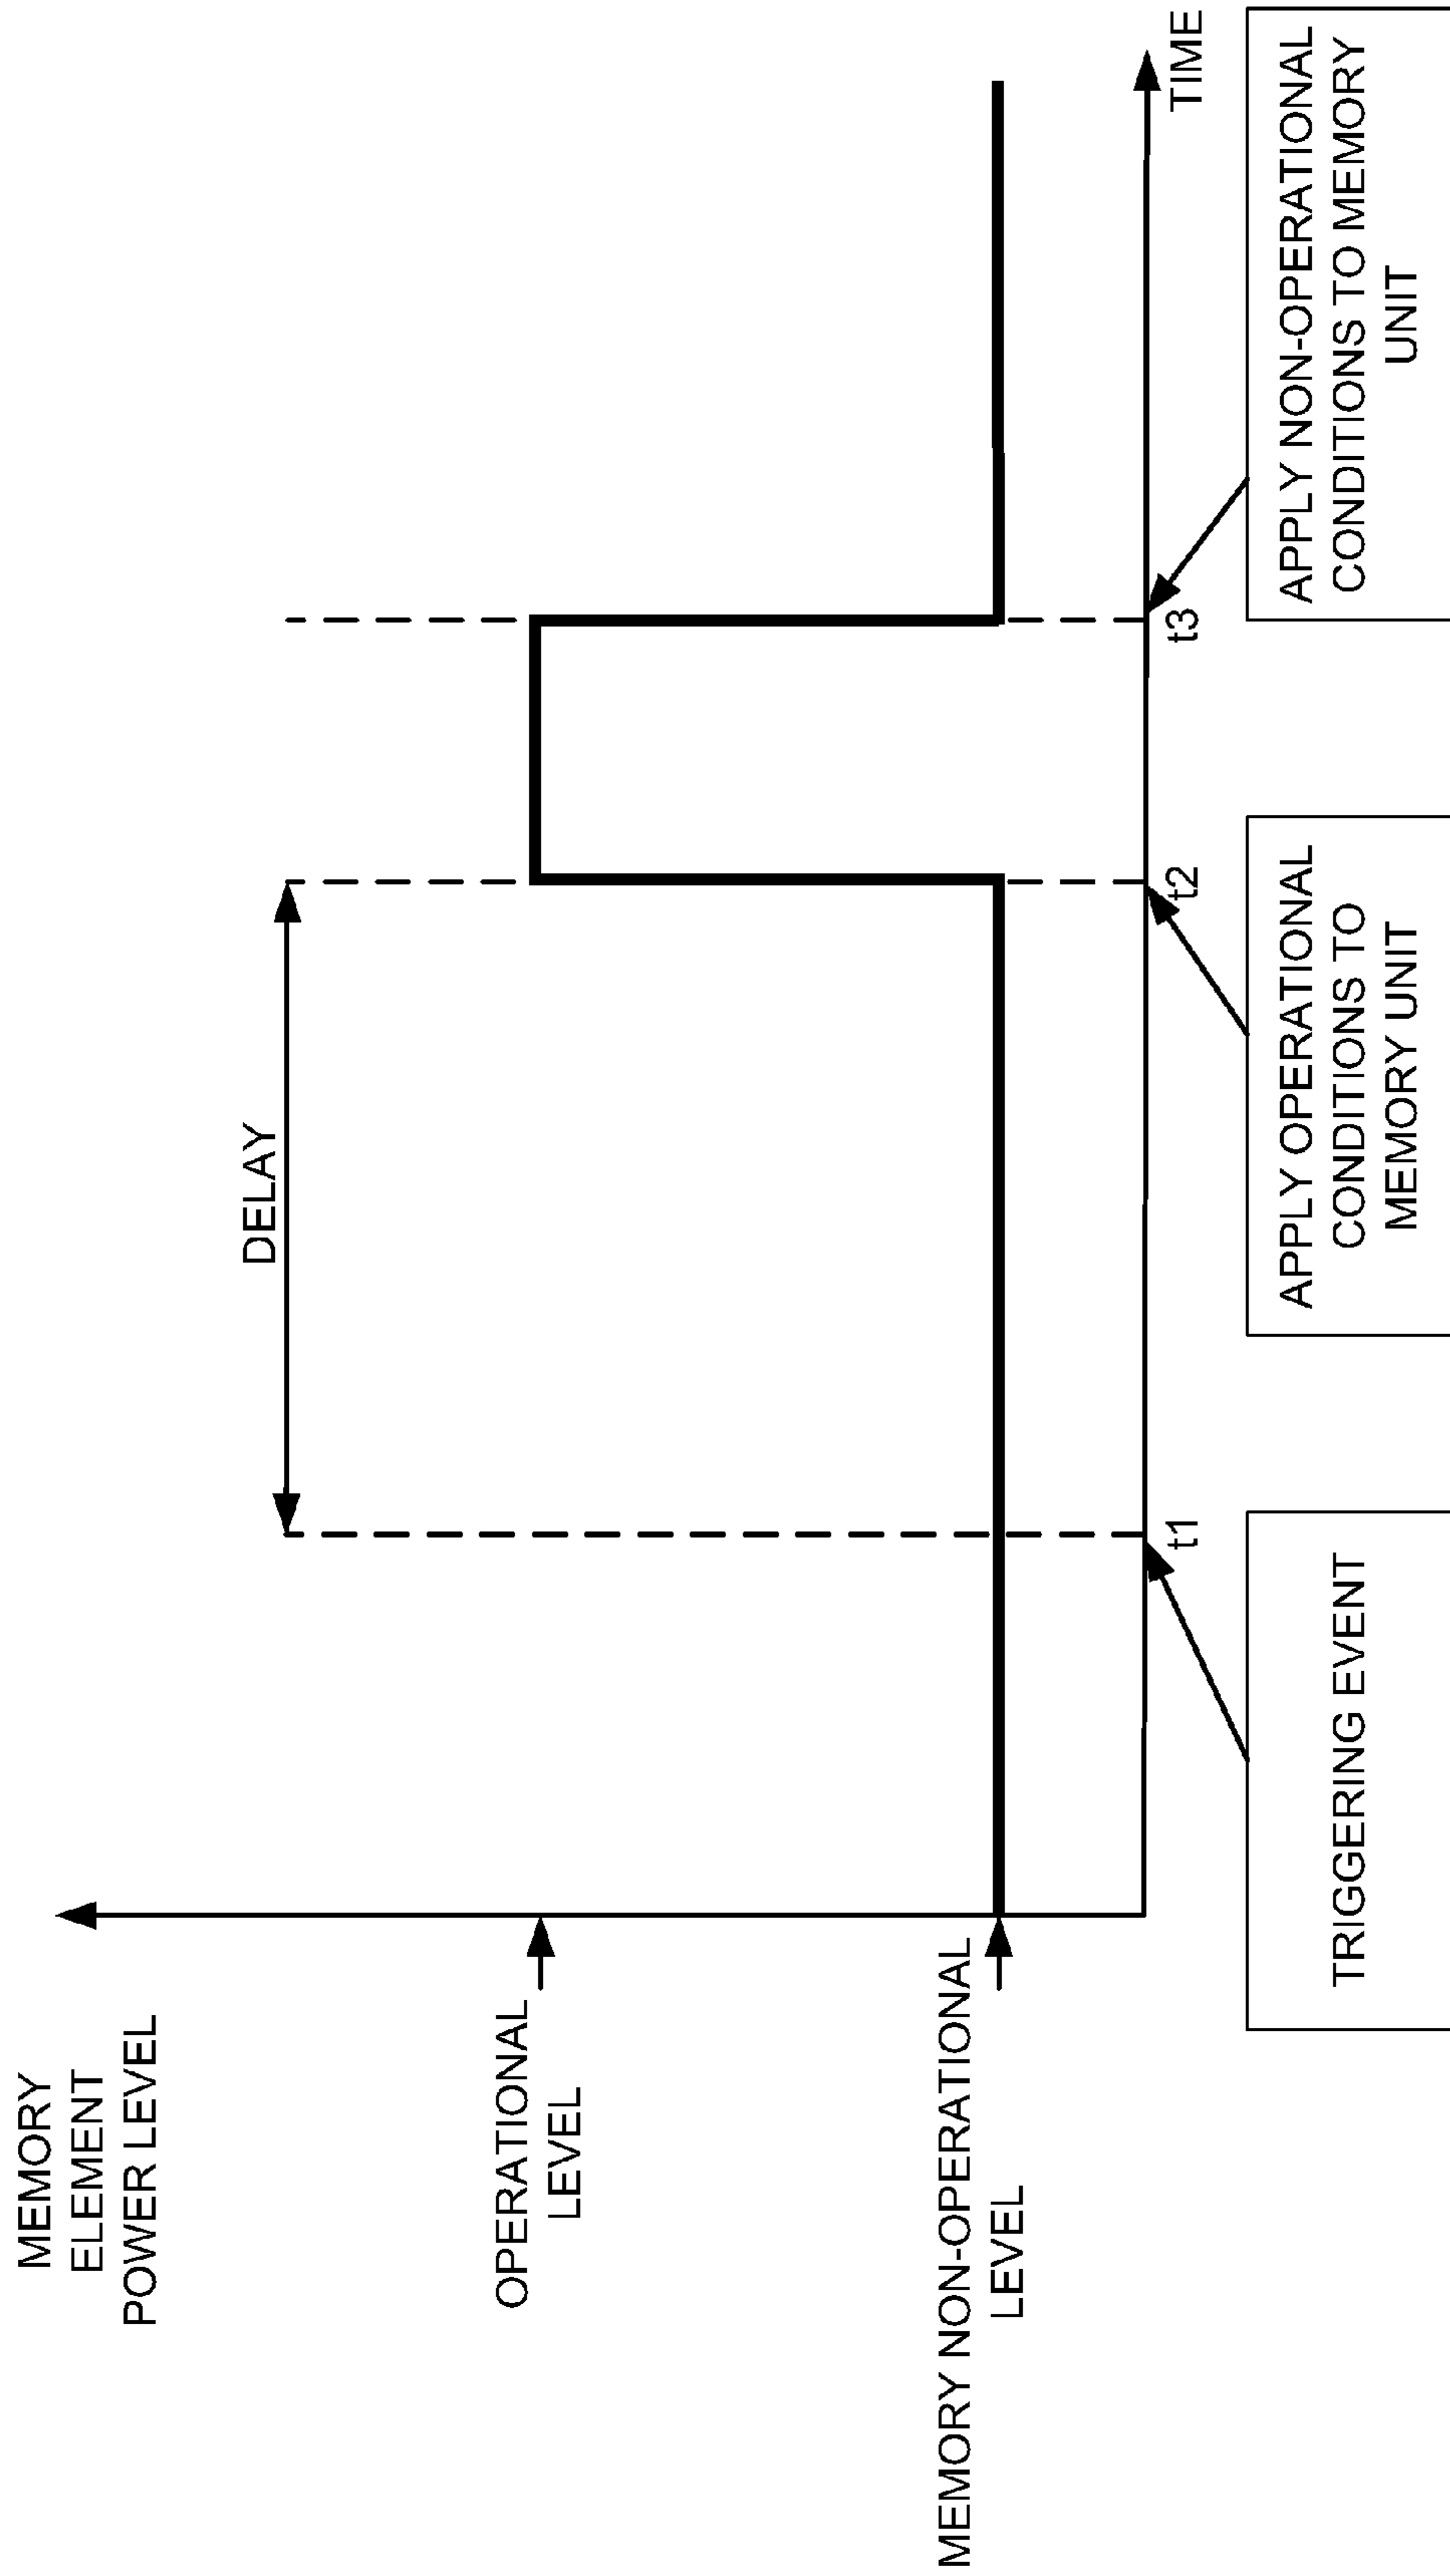 MEMORY
ELEMENT
POWER LEVEL
DELAY
OPERATIONAL
LEVEL
MEMORY NON-OPERATIONAL
LEVEL
t1
t2
t3
TIME
TRIGGERING EVENT
APPLY OPERATIONAL
CONDITIONS TO
MEMORY UNIT
APPLY NON-OPERATIONAL
CONDITIONS TO MEMORY
UNIT